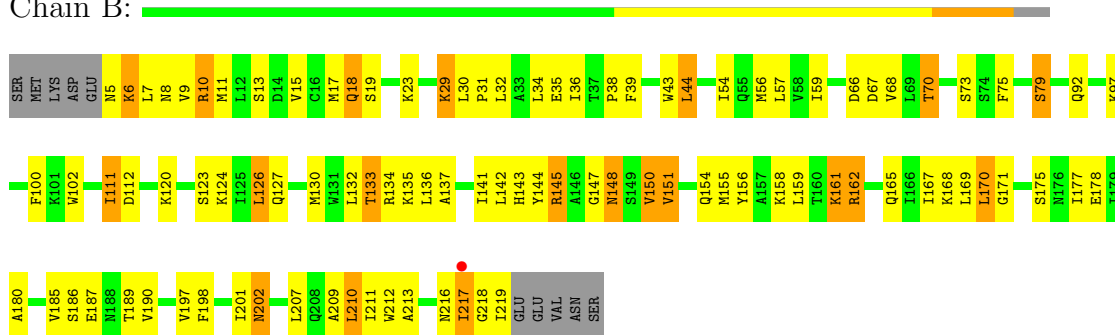 Chain B:
SER MET LYS ASP GLU N5 K6 L7 N8 V9 R10 M11 L12 S13 D14 V15 C16 M17 Q18 S19 K23 K29 L30 P31 L32 A33 L34 E35 I36 T37 P38 F39 W43 L44 I54 Q55 M56 L57 V58 I59 D66 D67 V68 L69 T70 S73 S74 F75 S79 Q92
F100 K101 W102 I111 D112 K120 S123 K124 I125 L126 Q127 M130 W131 L132 T133 R134 K135 L136 A137 I141 L142 H143 Y144 R145 A146 G147 N148 S149 V150 V151 Q154 M155 Y156 A157 K158 L159 T160 K161 R162 Q165 I166 I167 K168 L169 L170 G171 S175 N176 I177 E178
A180 V185 S186 E187 N188 T189 V190 V197 F198 I201 N202 L207 Q208 A209 L210 I211 W212 A213 N216 I217 G218 I219 GLU GLU VAL ASN SER